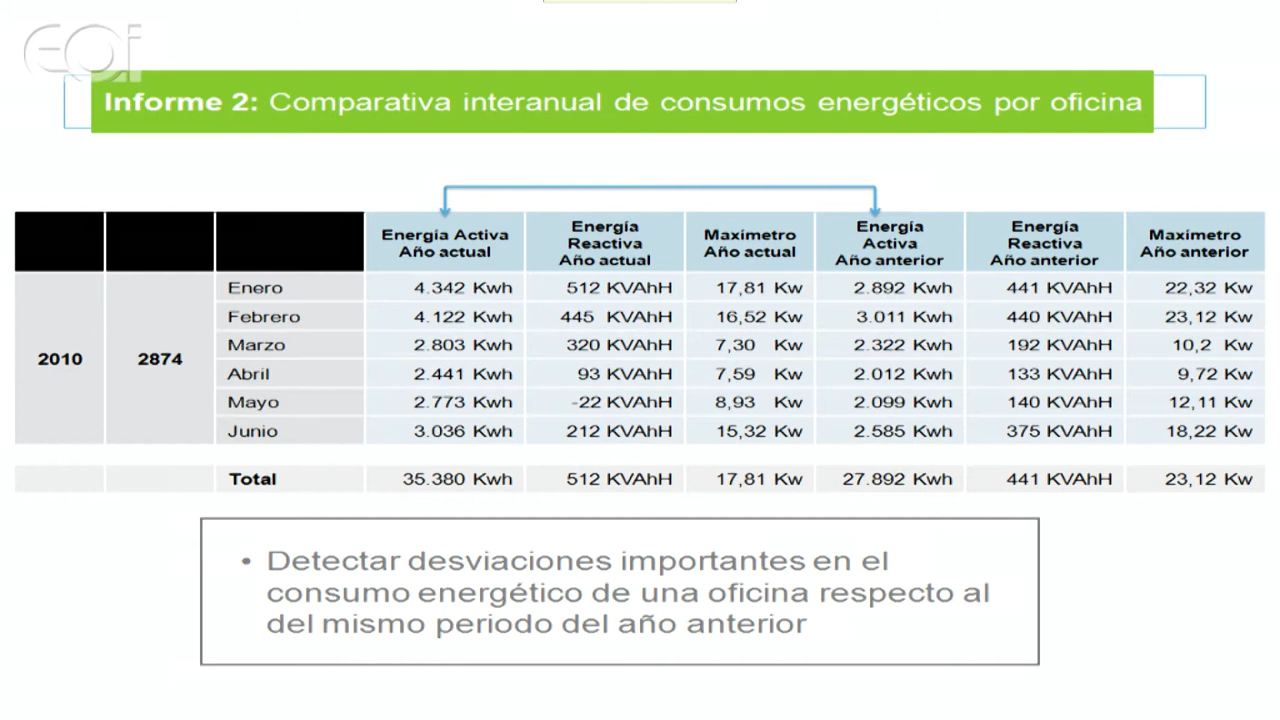 eoi
Informe 2: Comparativa interanual de consumos energéticos por oficina
Energía Activa Año actual | Energía Reactiva Año actual | Maxímetro Año actual | Energía Activa Año anterior | Energía Reactiva Año anterior | Maxímetro Año anterior
Enero 4.342 Kwh 512 KVAhH 17,81 Kw 2.892 Kwh 441 KVAhH 22,32 Kw
Febrero 4.122 Kwh 445 KVAhH 16,52 Kw 3.011 Kwh 440 KVAhH 23,12 Kw
Marzo 2.803 Kwh 320 KVAhH 7,30 Kw 2.322 Kwh 192 KVAhH 10,2 Kw
2010 2874
Abril 2.441 Kwh 93 KVAhH 7,59 Kw 2.012 Kwh 133 KVAhH 9,72 Kw
Mayo 2.773 Kwh -22 KVAhH 8,93 Kw 2.099 Kwh 140 KVAhH 12,11 Kw
Junio 3.036 Kwh 212 KVAhH 15,32 Kw 2.585 Kwh 375 KVAhH 18,22 Kw
Total 35.380 Kwh 512 KVAhH 17,81 Kw 27.892 Kwh 441 KVAhH 23,12 Kw
• Detectar desviaciones importantes en el
consumo energético de una oficina respecto al
del mismo periodo del año anterior